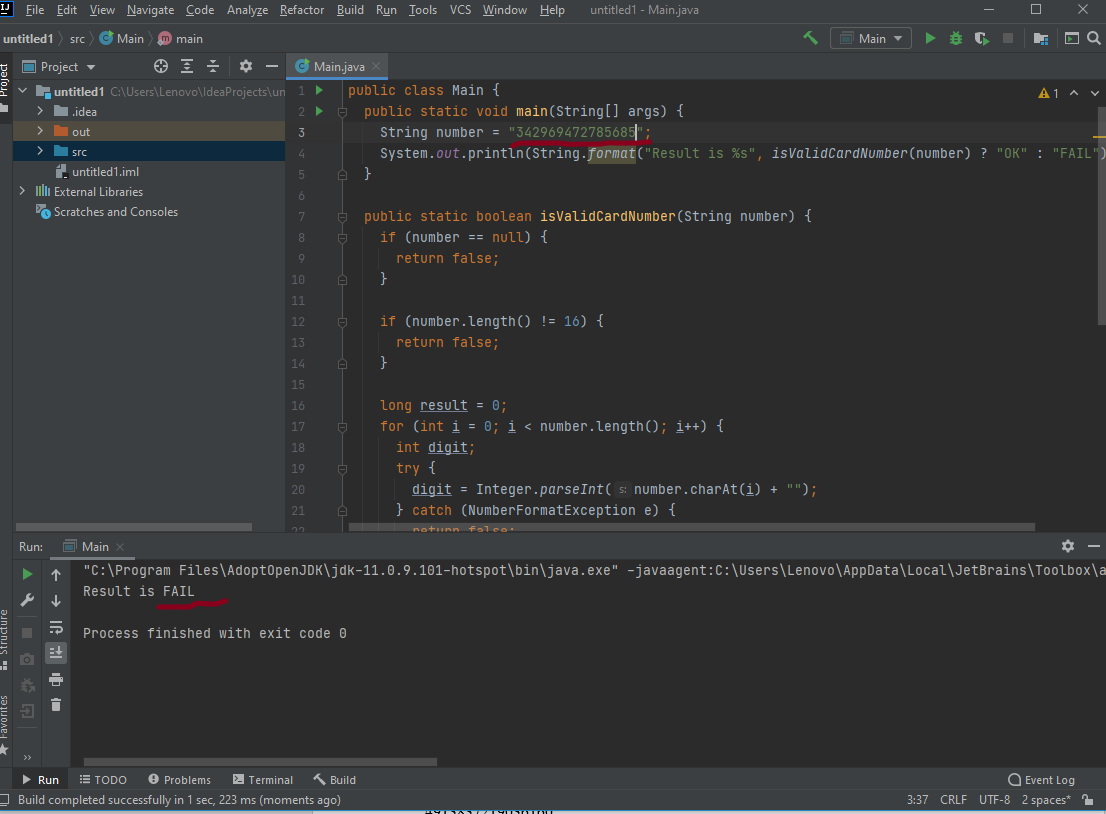 File Edit View Navigate Code Analyze Refactor Build Run Tools VCS Window Help untitled1 - Main.java
untitled1 src Main main Main
Project
Project Main.java
untitled1 C:\Users\Lenovo\IdeaProjects\un
.idea
out
src
untitled1.iml
External Libraries
Scratches and Consoles
1
1 public class Main {
2 public static void main(String[] args) {
3 String number = "342969472785685";
4 System.out.println(String.format("Result is %s", isValidCardNumber(number) ? "OK" : "FAIL")
5 }
6
7 public static boolean isValidCardNumber(String number) {
8 if (number == null) {
9 return false;
10 }
11
12 if (number.length() != 16) {
13 return false;
14 }
15
16 long result = 0;
17 for (int i = 0; i < number.length(); i++) {
18 int digit;
19 try {
20 digit = Integer.parseInt( s: number.charAt(i) + "");
21 } catch (NumberFormatException e) {
22 return false;
Run: Main
"C:\Program Files\AdoptOpenJDK\jdk-11.0.9.101-hotspot\bin\java.exe" -javaagent:C:\Users\Lenovo\AppData\Local\JetBrains\Toolbox\a
Result is FAIL
Process finished with exit code 0
Structure
Favorites
Run TODO Problems Terminal Build Event Log
Build completed successfully in 1 sec, 223 ms (moments ago) 3:37 CRLF UTF-8 2 spaces*